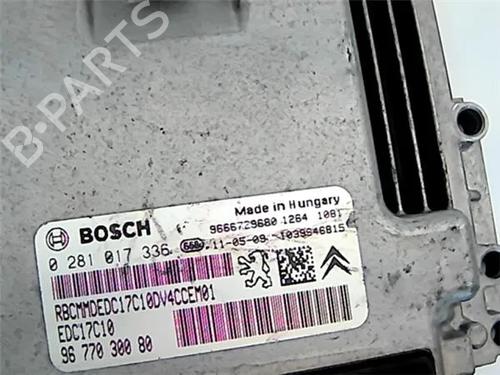 B-PARTS
Made in Hungary
BOSCH
9666729680 1264 1081
0 281 017 336 11-05-09 1039946815
RBCMMDEDC17C10DV4CCEM01
EDC17C10
96 770 300 80